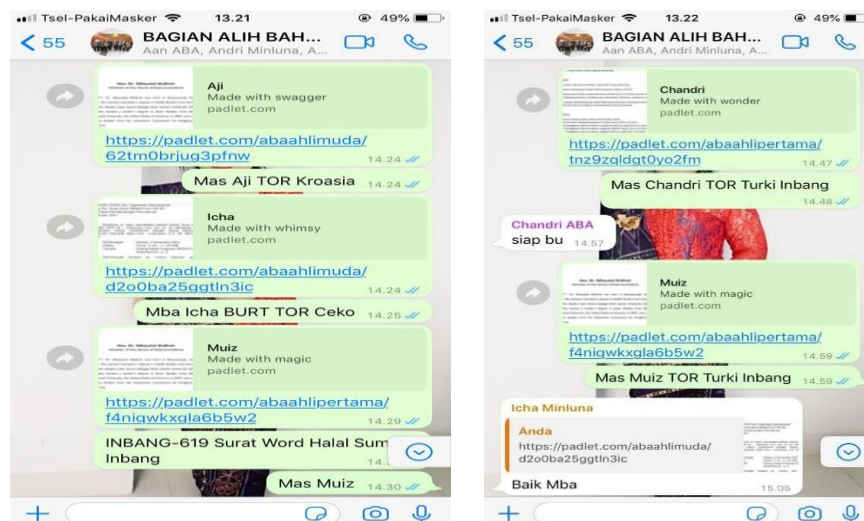 Tsel-PakaiMasker 13.21 49%
55 BAGIAN ALIH BAH...
Aan ABA, Andri Minluna, A...
Aji
Made with swagger
padlet.com
https://padlet.com/abaahlimuda/
62tm0brjug3pfnw 14.24
Mas Aji TOR Kroasia 14.24
Icha
Made with whimsy
padlet.com
https://padlet.com/abaahlimuda/
d2o0ba25ggtln3ic 14.24
Mba Icha BURT TOR Ceko 14.25
Muiz
Made with magic
padlet.com
https://padlet.com/abaahlipertama/
f4niqwkxgla6b5w2 14.29
INBANG-619 Surat Word Halal Sum
Inbang 14.
Mas Muiz 14.30
Tsel-PakaiMasker 13.22 49%
55 BAGIAN ALIH BAH...
Aan ABA, Andri Minluna, A...
Chandri
Made with wonder
padlet.com
https://padlet.com/abaahlipertama/
tnz9zqldgt0yo2fm 14.47
Mas Chandri TOR Turki Inbang
14.48
Chandri ABA
siap bu 14.57
Muiz
Made with magic
padlet.com
https://padlet.com/abaahlipertama/
f4niqwkxgla6b5w2 14.59
Mas Muiz TOR Turki Inbang 14.59
Icha Minluna
Anda
https://padlet.com/abaahlimuda/
d2o0ba25ggtln3ic
Baik Mba 15.05